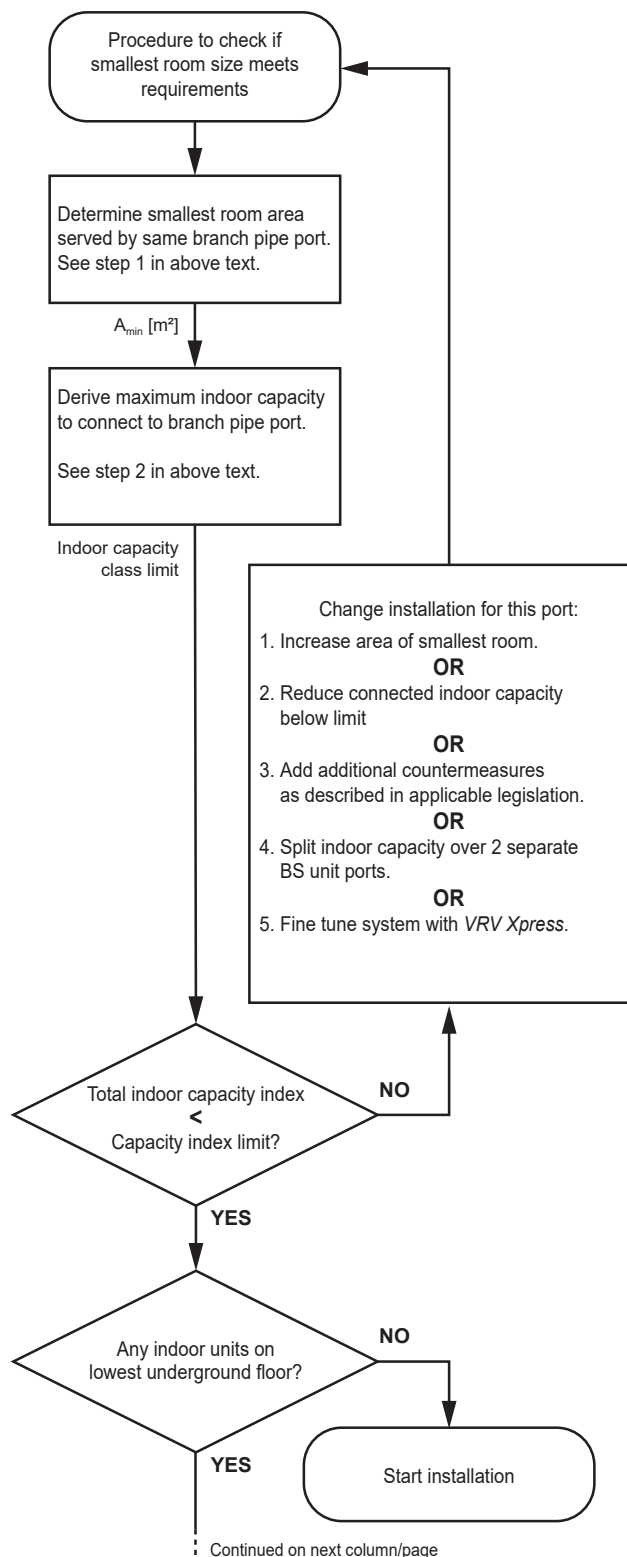 Procedure to check if
smallest room size meets
requirements
Determine smallest room area
served by same branch pipe port.
See step 1 in above text.
Amin [m²]
Derive maximum indoor capacity
to connect to branch pipe port.
See step 2 in above text.
Indoor capacity
class limit
Change installation for this port:
1. Increase area of smallest room.
OR
2. Reduce connected indoor capacity
below limit
OR
3. Add additional countermeasures
as described in applicable legislation.
OR
4. Split indoor capacity over 2 separate
BS unit ports.
OR
5. Fine tune system with VRV Xpress.
Total indoor capacity index
<
Capacity index limit?
NO
YES
Any indoor units on
lowest underground floor?
NO
YES
Start installation
Continued on next column/page